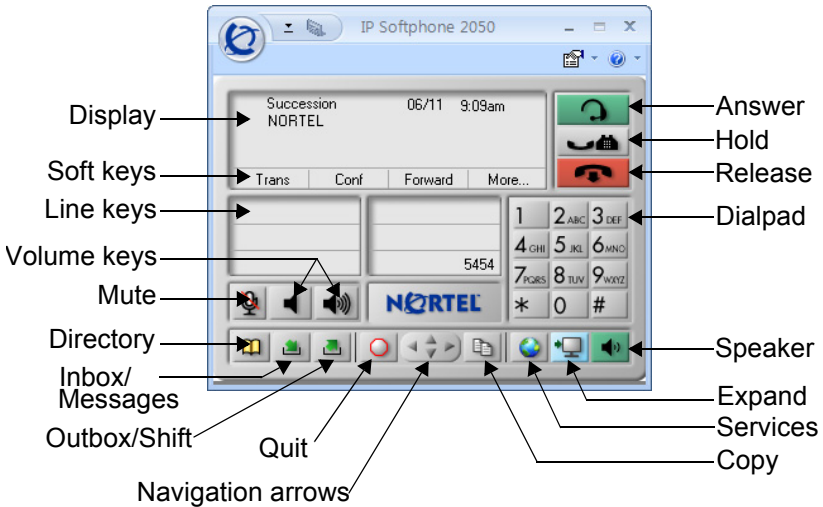 IP Softphone 2050
Display
Succession 06/11 9:09am
NORTEL
Answer
Hold
Soft keys
Trans Conf Forward More...
Release
Line keys
1 2 ABC 3 DEF
Dialpad
4 GHI 5 JKL 6 MNO
Volume keys
5454
7 PQRS 8 TUV 9 WXYZ
Mute
NORTEL
* 0 #
Directory
Speaker
Inbox/
Messages
Expand
Outbox/Shift
Services
Quit
Copy
Navigation arrows